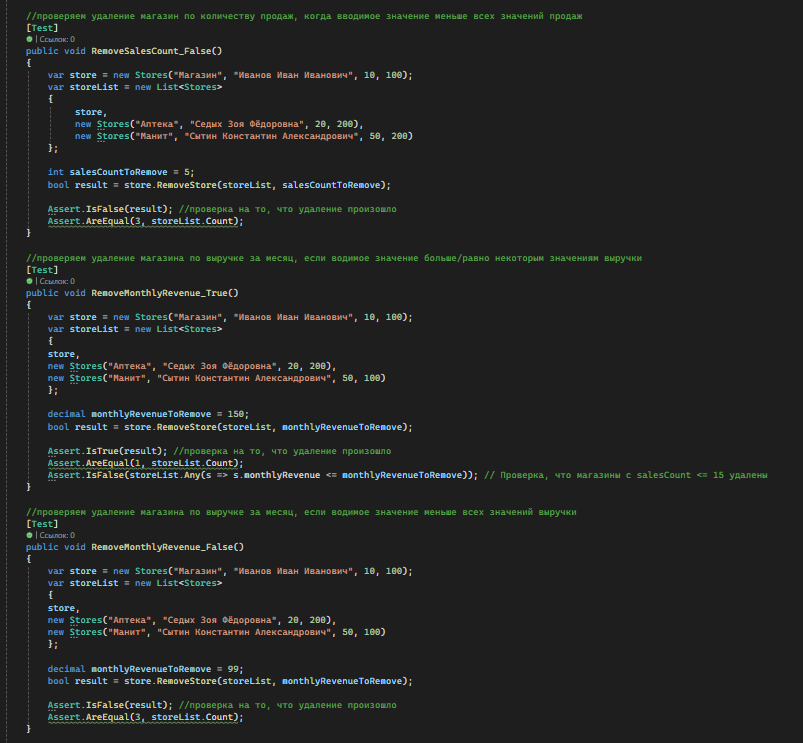 //проверяем удаление магазин по количеству продаж, когда вводимое значение меньше всех значений продаж
[Test]
| Ссылок: 0
public void RemoveSalesCount_False()
{
var store = new Stores("Магазин", "Иванов Иван Иванович", 10, 100);
var storeList = new List<Stores>
{
store,
new Stores("Аптека", "Седых Зоя Фёдоровна", 20, 200),
new Stores("Манит", "Сытин Константин Александрович", 50, 200)
};
int salesCountToRemove = 5;
bool result = store.RemoveStore(storeList, salesCountToRemove);
Assert.IsFalse(result); //проверка на то, что удаление произошло
Assert.AreEqual(3, storeList.Count);
}
//проверяем удаление магазина по выручке за месяц, если водимое значение больше/равно некоторым значениям выручки
[Test]
| Ссылок: 0
public void RemoveMonthlyRevenue_True()
{
var store = new Stores("Магазин", "Иванов Иван Иванович", 10, 100);
var storeList = new List<Stores>
{
store,
new Stores("Аптека", "Седых Зоя Фёдоровна", 20, 200),
new Stores("Манит", "Сытин Константин Александрович", 50, 100)
};
decimal monthlyRevenueToRemove = 150;
bool result = store.RemoveStore(storeList, monthlyRevenueToRemove);
Assert.IsTrue(result); //проверка на то, что удаление произошло
Assert.AreEqual(1, storeList.Count);
Assert.IsFalse(storeList.Any(s => s.monthlyRevenue <= monthlyRevenueToRemove)); // Проверка, что магазины с salesCount <= 15 удалены
}
//проверяем удаление магазина по выручке за месяц, если водимое значение меньше всех значений выручки
[Test]
| Ссылок: 0
public void RemoveMonthlyRevenue_False()
{
var store = new Stores("Магазин", "Иванов Иван Иванович", 10, 100);
var storeList = new List<Stores>
{
store,
new Stores("Аптека", "Седых Зоя Фёдоровна", 20, 200),
new Stores("Манит", "Сытин Константин Александрович", 50, 100)
};
decimal monthlyRevenueToRemove = 99;
bool result = store.RemoveStore(storeList, monthlyRevenueToRemove);
Assert.IsFalse(result); //проверка на то, что удаление произошло
Assert.AreEqual(3, storeList.Count);
}